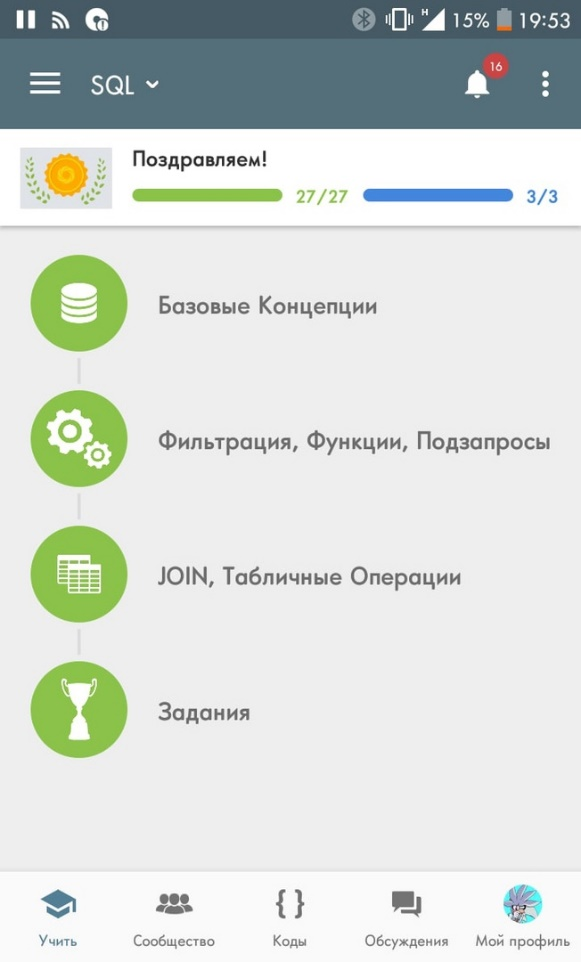 H 15% 19:53
SQL 16
Поздравляем!
27/27 3/3
Базовые Концепции
Фильтрация, Функции, Подзапросы
JOIN, Табличные Операции
Задания
Учить Сообщество Коды Обсуждения Мой профиль